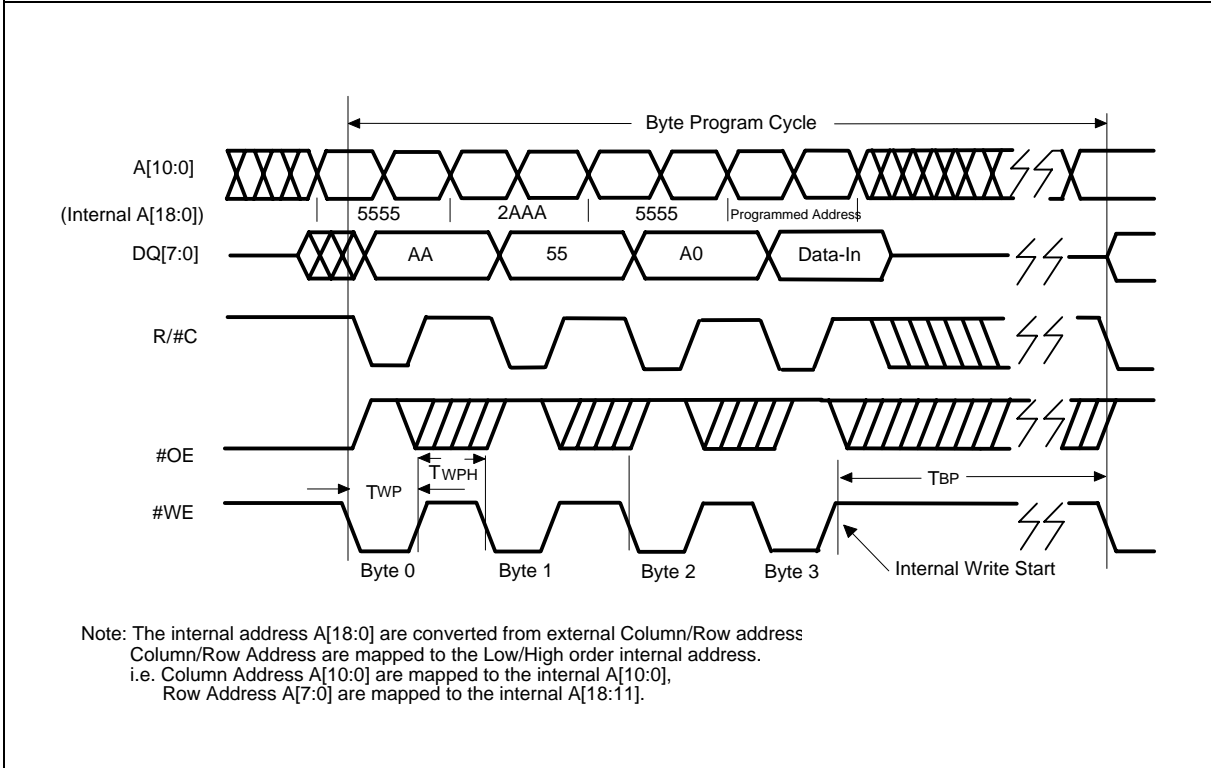 Byte Program Cycle
A[10:0]
(Internal A[18:0])
5555
2AAA
5555
Programmed Address
DQ[7:0]
AA
55
A0
Data-In
R/#C
#OE
TWPH
TWP
TBP
#WE
Byte 0
Byte 1
Byte 2
Byte 3
Internal Write Start
Note: The internal address A[18:0] are converted from external Column/Row address
Column/Row Address are mapped to the Low/High order internal address.
i.e. Column Address A[10:0] are mapped to the internal A[10:0],
Row Address A[7:0] are mapped to the internal A[18:11].